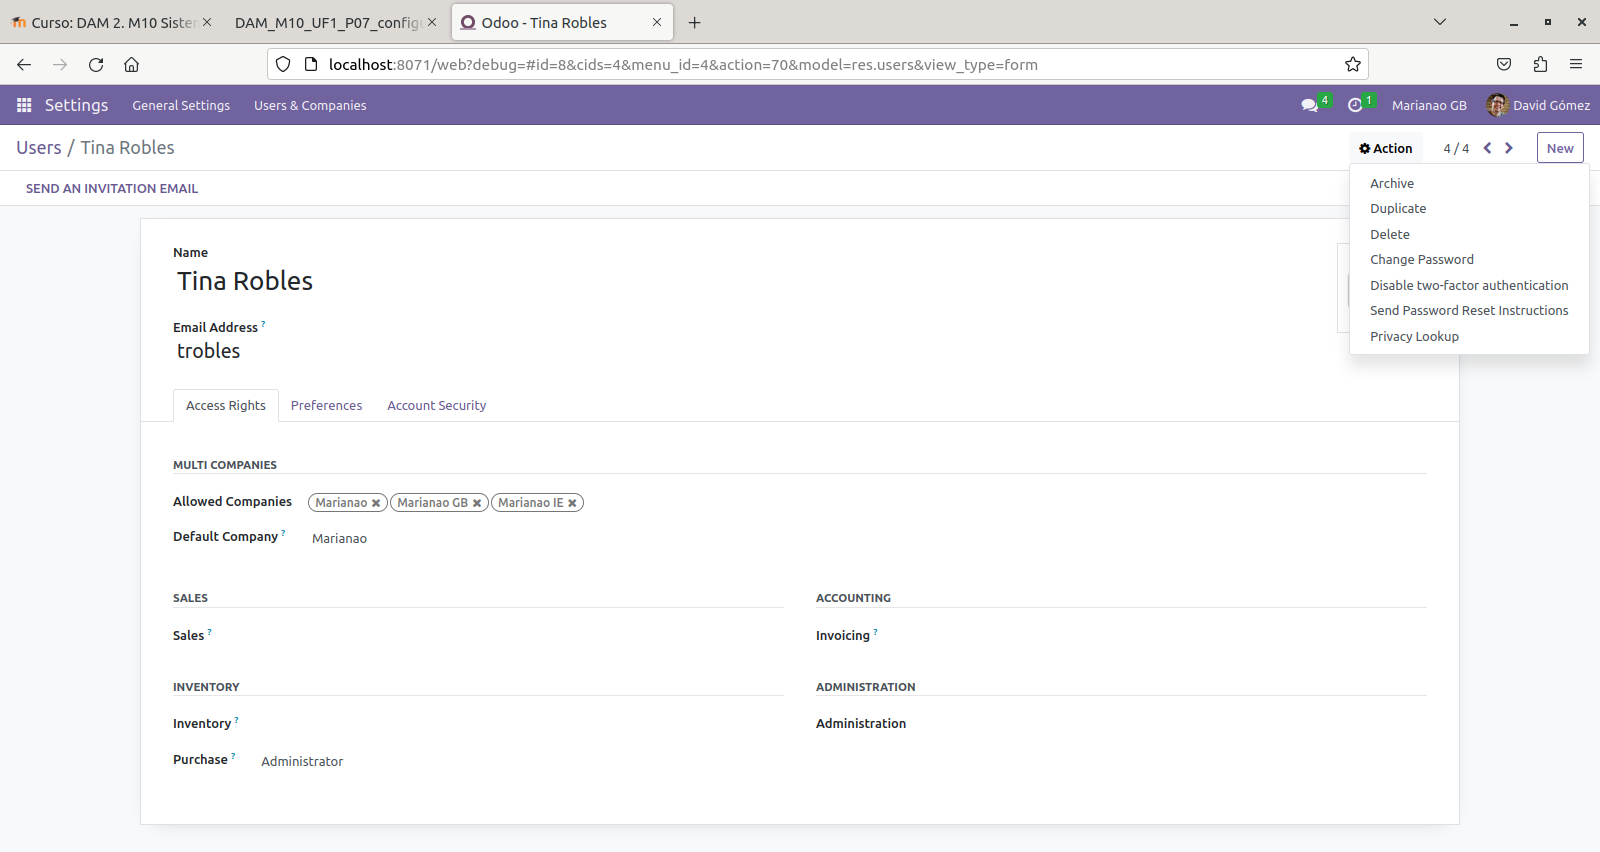 Curso: DAM 2. M10 Sister
DAM_M10_UF1_P07_config
Odoo - Tina Robles
localhost:8071/web?debug=#id=8&cids=4&menu_id=4&action=70&model=res.users&view_type=form
Settings
General Settings
Users & Companies
4
1
Marianao GB
David Gómez
Users / Tina Robles
Action
4 / 4
New
SEND AN INVITATION EMAIL
Archive
Duplicate
Delete
Change Password
Disable two-factor authentication
Send Password Reset Instructions
Privacy Lookup
Name
Tina Robles
Email Address ?
trobles
Access Rights
Preferences
Account Security
MULTI COMPANIES
Allowed Companies
Marianao
Marianao GB
Marianao IE
Default Company ?
Marianao
SALES
Sales ?
ACCOUNTING
Invoicing ?
INVENTORY
Inventory ?
Purchase ?
Administrator
ADMINISTRATION
Administration